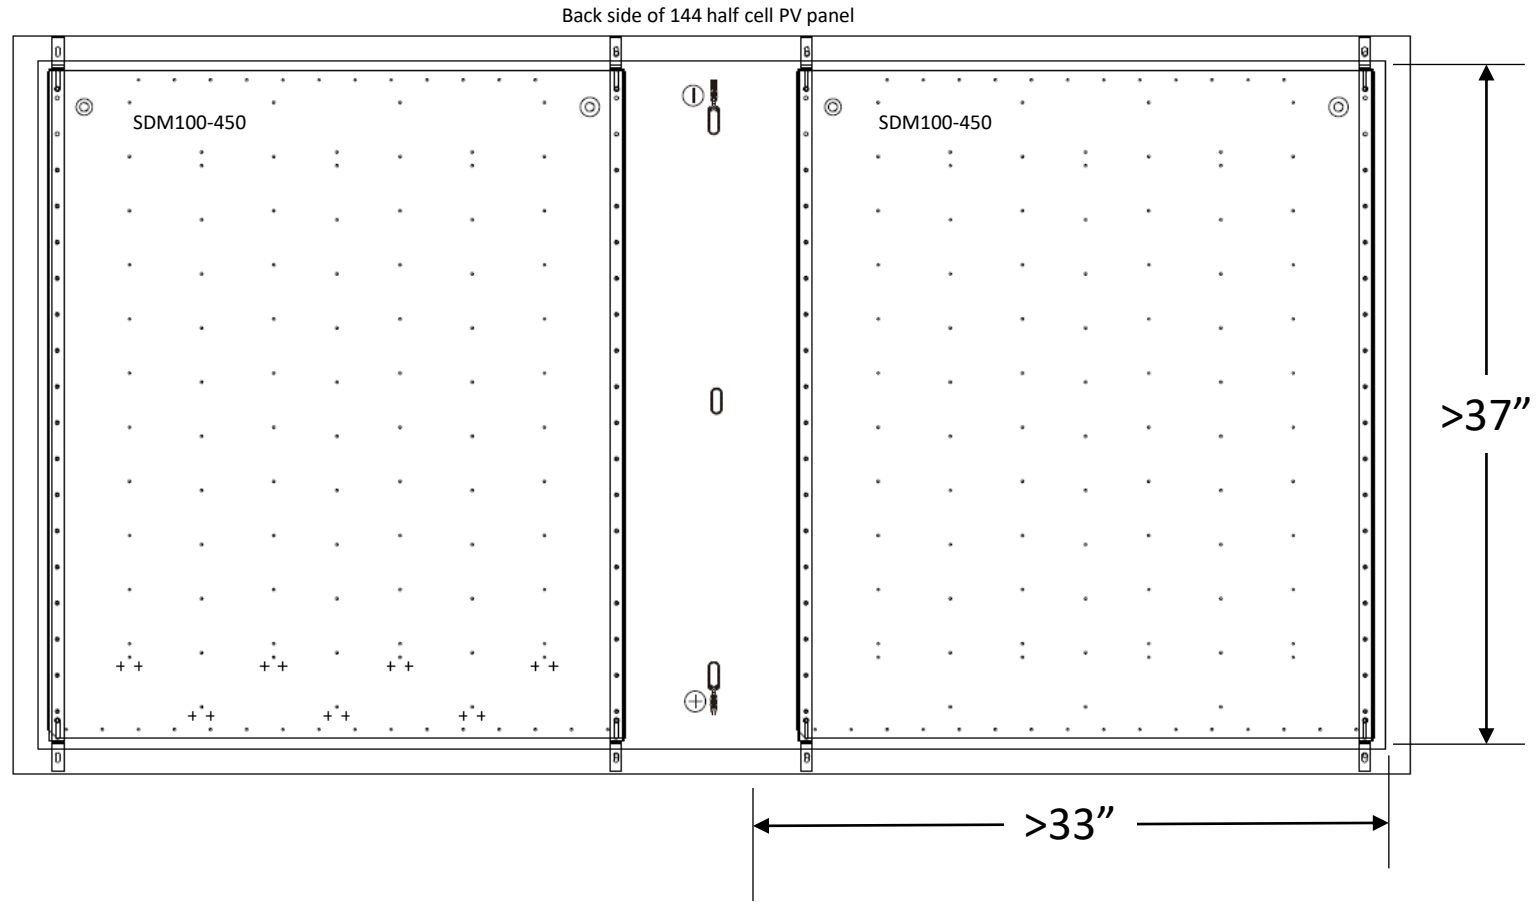 Back side of 144 half cell PV panel
SDM100-450
SDM100-450
>37”
+ + + + + + + +
+ + + + + +
>33”